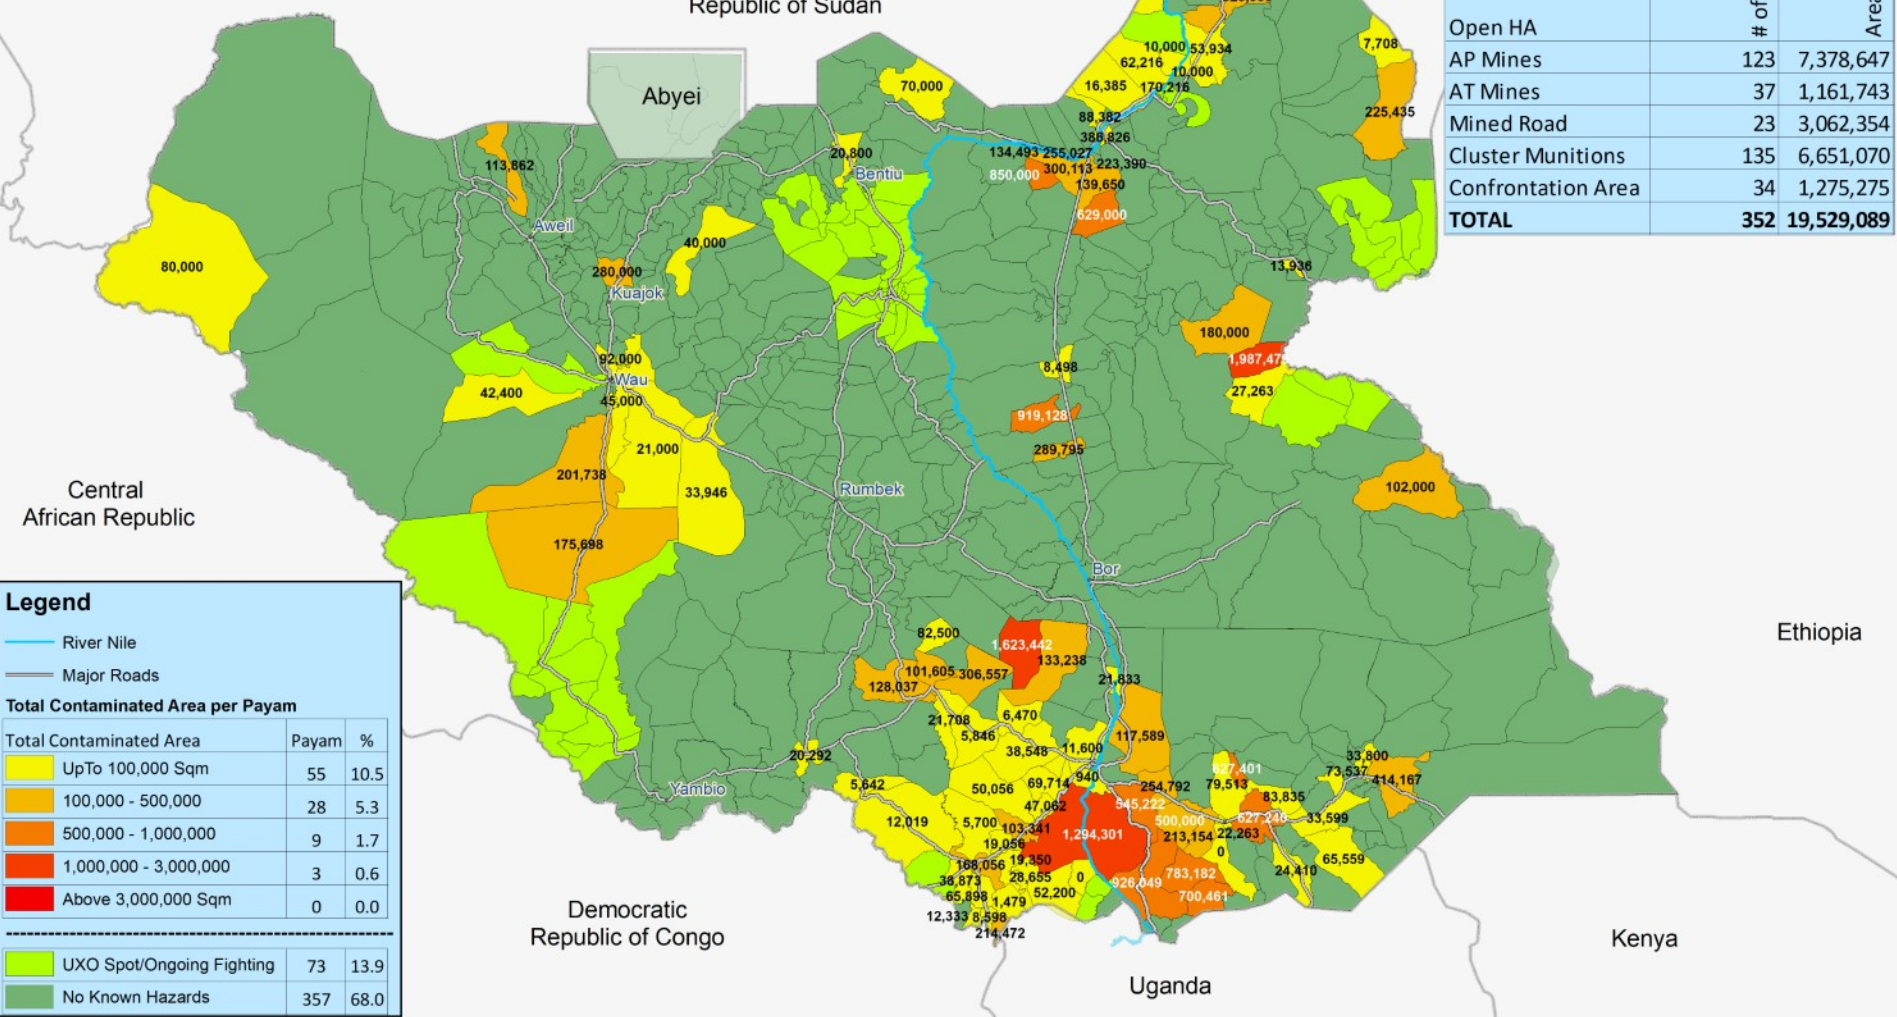 Republic of Sudan
Open HA
# of
Area
AP Mines 123 7,378,647
AT Mines 37 1,161,743
Mined Road 23 3,062,354
Cluster Munitions 135 6,651,070
Confrontation Area 34 1,275,275
TOTAL 352 19,529,089
Abyei
10,000
53,934
62,216
10,000
7,708
70,000
16,385
170,216
225,435
88,382
388,826
113,862
20,800
134,493
255,027
223,390
850,000
300,113
Bentiu
139,650
629,000
Aweil
40,000
80,000
280,000
13,936
Kuajok
180,000
92,000
1,987,475
8,498
Wau
42,400
45,000
27,263
919,128
21,000
289,795
201,738
33,946
Rumbek
102,000
Central
African Republic
175,698
Bor
Ethiopia
82,500
1,623,442
133,238
101,605
306,557
128,037
21,833
21,708
6,470
5,846
38,548
11,600
117,589
20,292
33,800
940
827,401
73,537
414,167
5,642
Yambio
50,056
69,714
254,792
79,513
83,835
47,062
545,222
12,019
5,700
103,341
500,000
627,240
33,599
1,294,301
213,154
22,263
19,056
0
168,056
19,350
65,559
38,873
28,655
0
926,049
783,182
24,410
65,898
1,479
52,200
700,461
12,333
8,598
214,472
Democratic
Republic of Congo
Uganda
Kenya
Legend
River Nile
Major Roads
Total Contaminated Area per Payam
Total Contaminated Area Payam %
UpTo 100,000 Sqm 55 10.5
100,000 - 500,000 28 5.3
500,000 - 1,000,000 9 1.7
1,000,000 - 3,000,000 3 0.6
Above 3,000,000 Sqm 0 0.0
UXO Spot/Ongoing Fighting 73 13.9
No Known Hazards 357 68.0